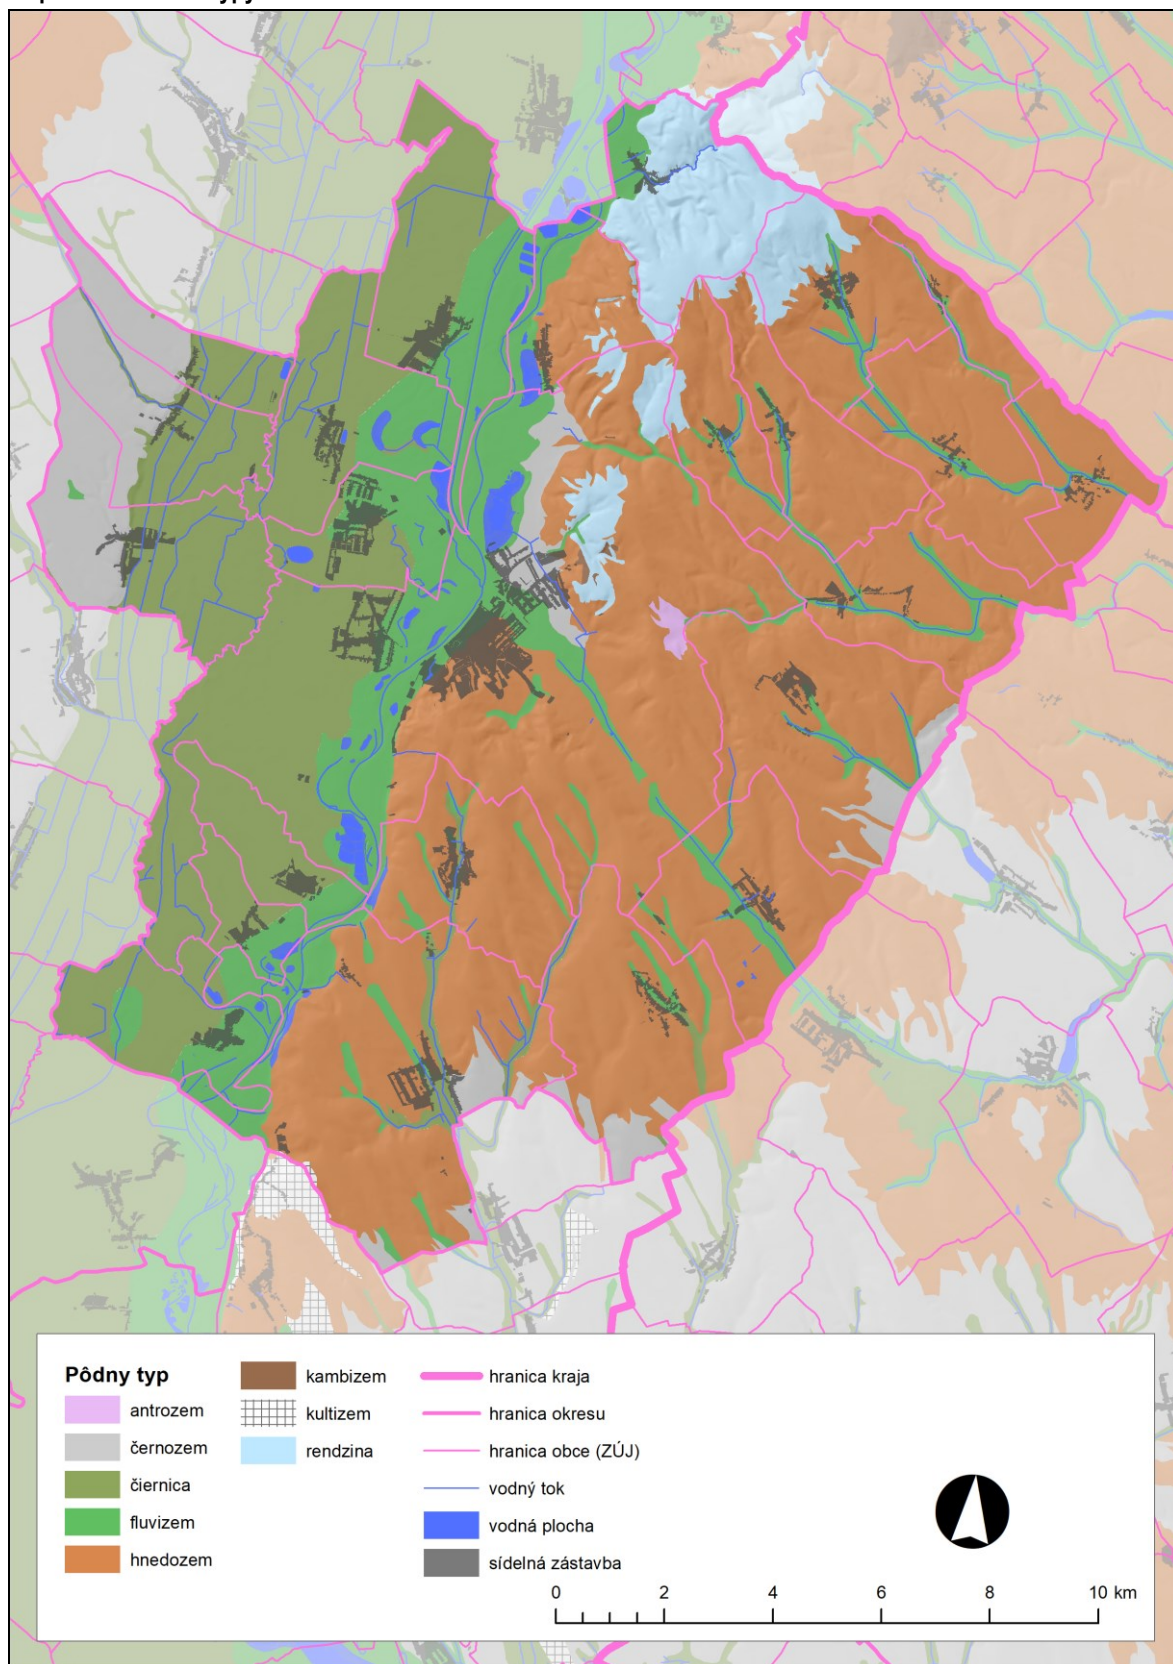 Pôdny typ
antrozem
černozem
čiernica
fluvizem
hnedozem
kambizem
kultizem
rendzina
hranica kraja
hranica okresu
hranica obce (ZÚJ)
vodný tok
vodná plocha
sídelná zástavba
0 2 4 6 8 10 km